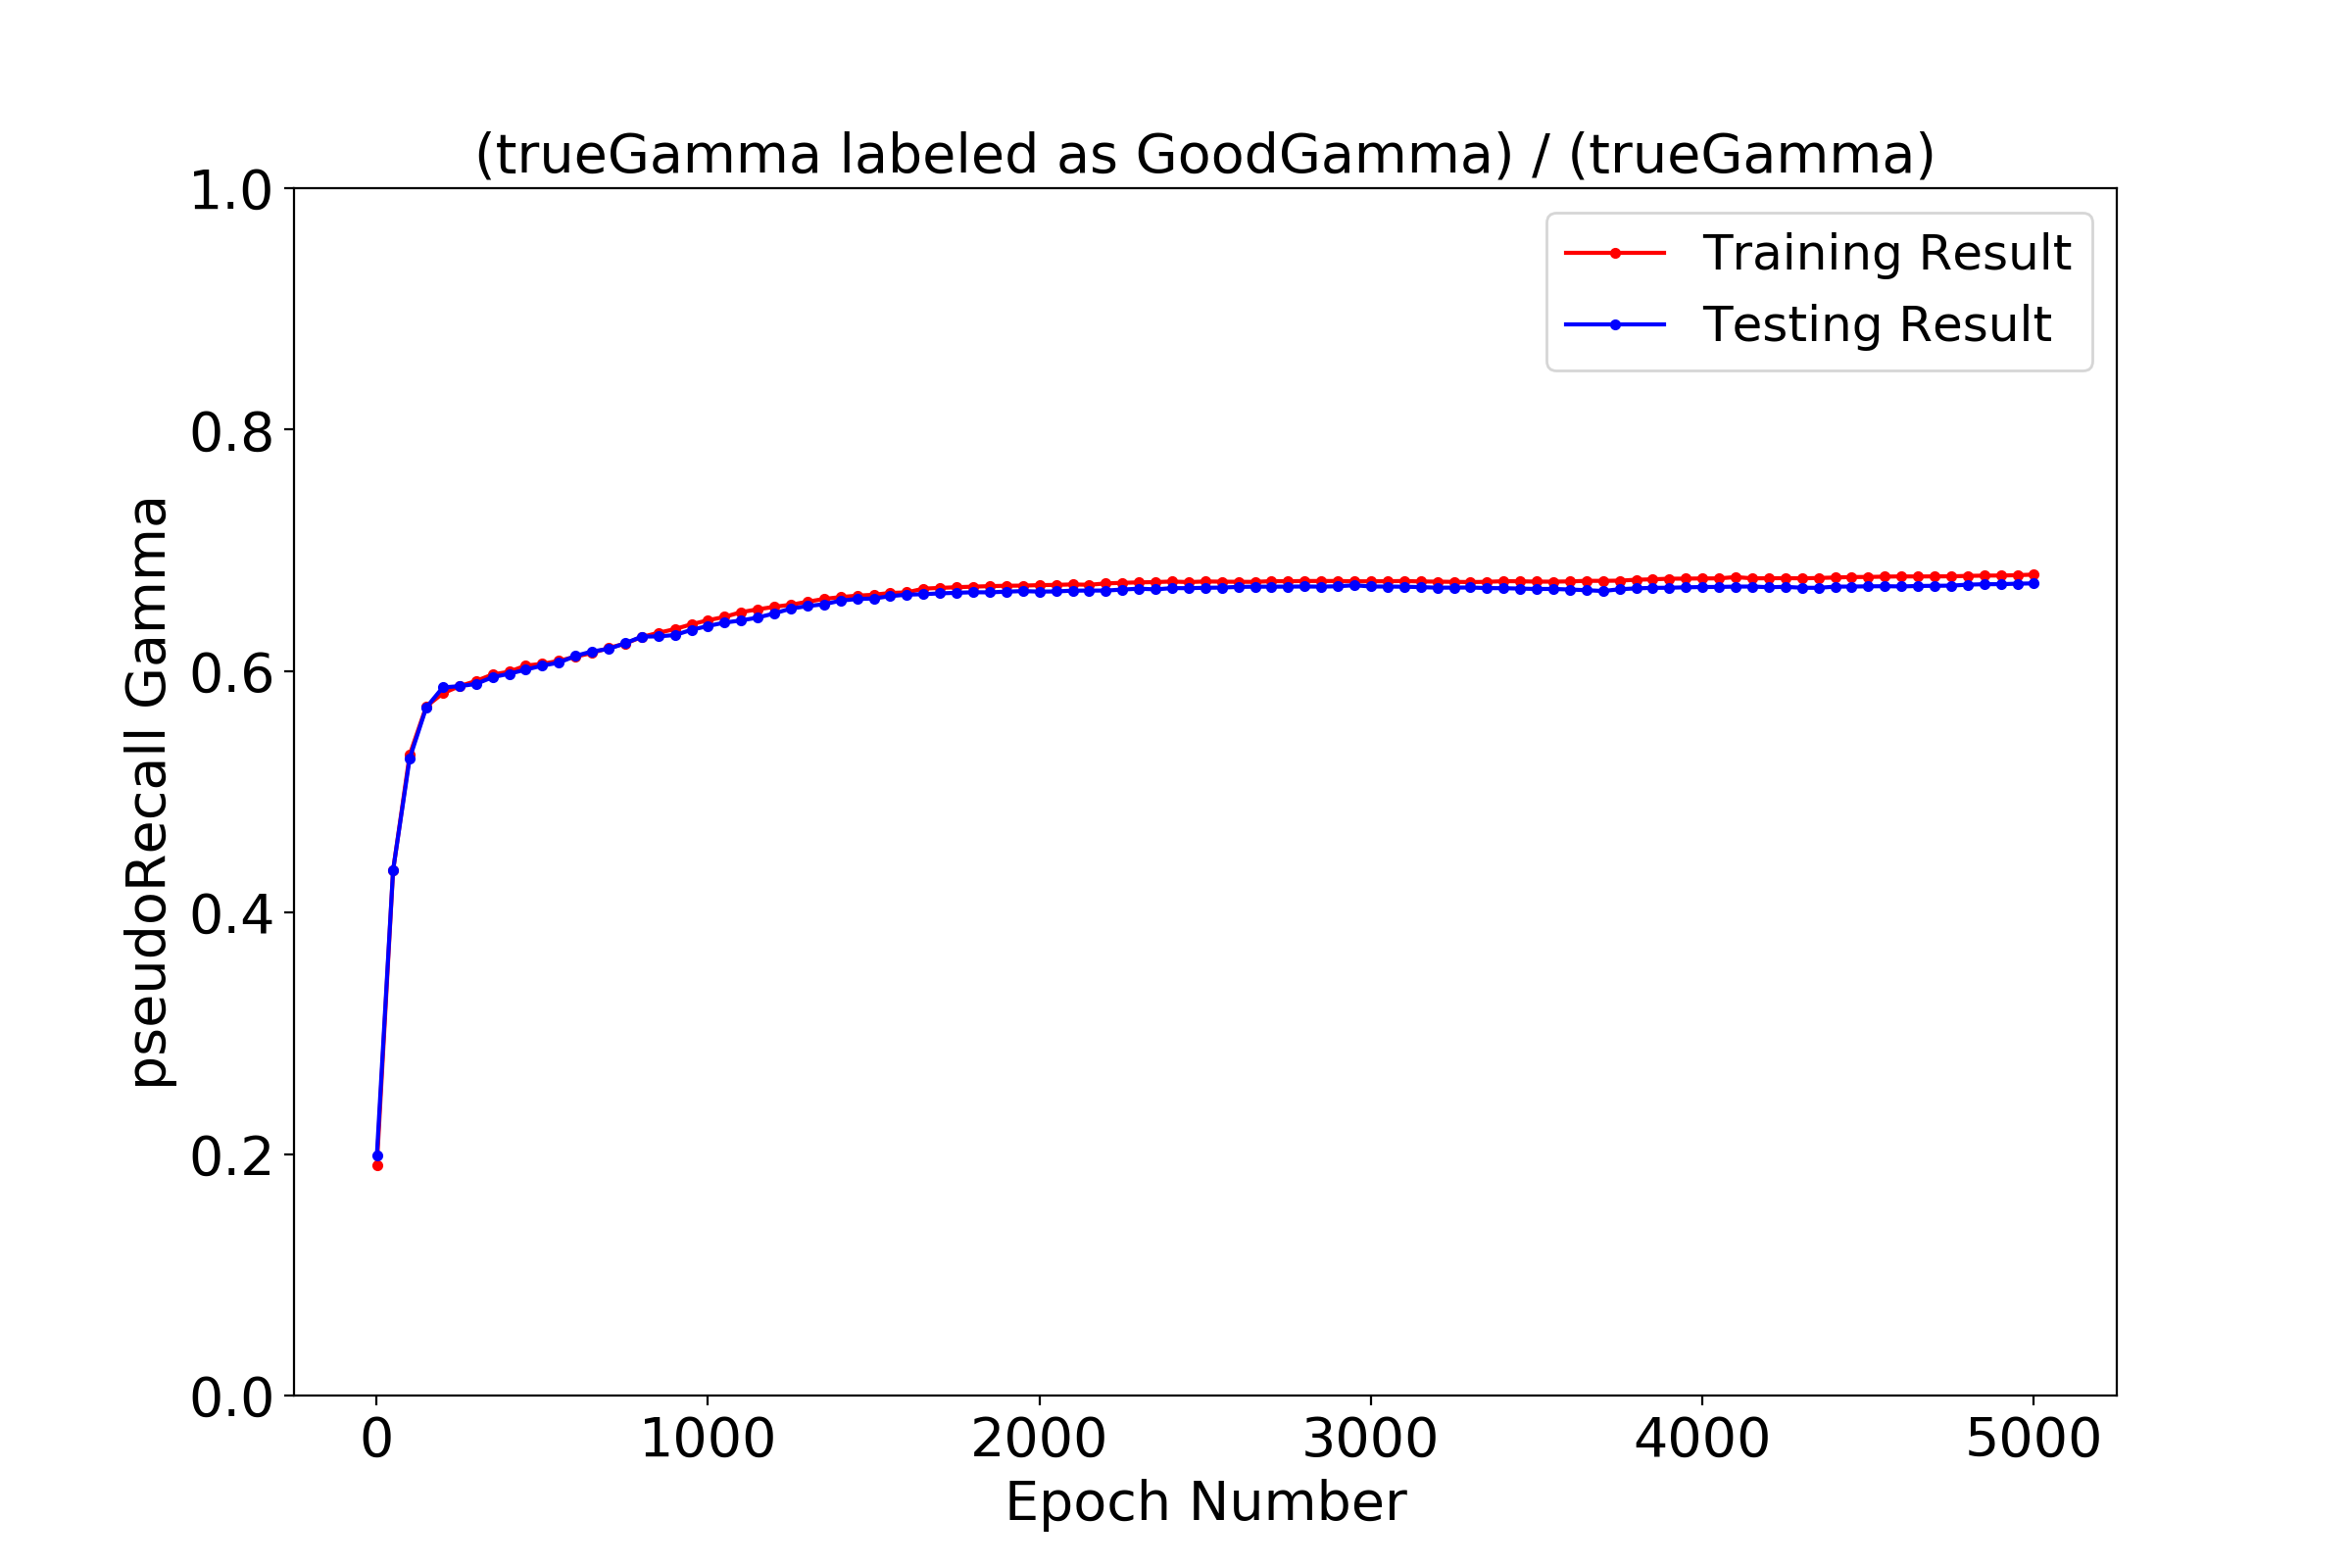 (trueGamma labeled as GoodGamma) / (trueGamma)
Training Result
Testing Result
pseudoRecall Gamma
1.0
0.8
0.6
0.4
0.2
0.0
0 1000 2000 3000 4000 5000
Epoch Number